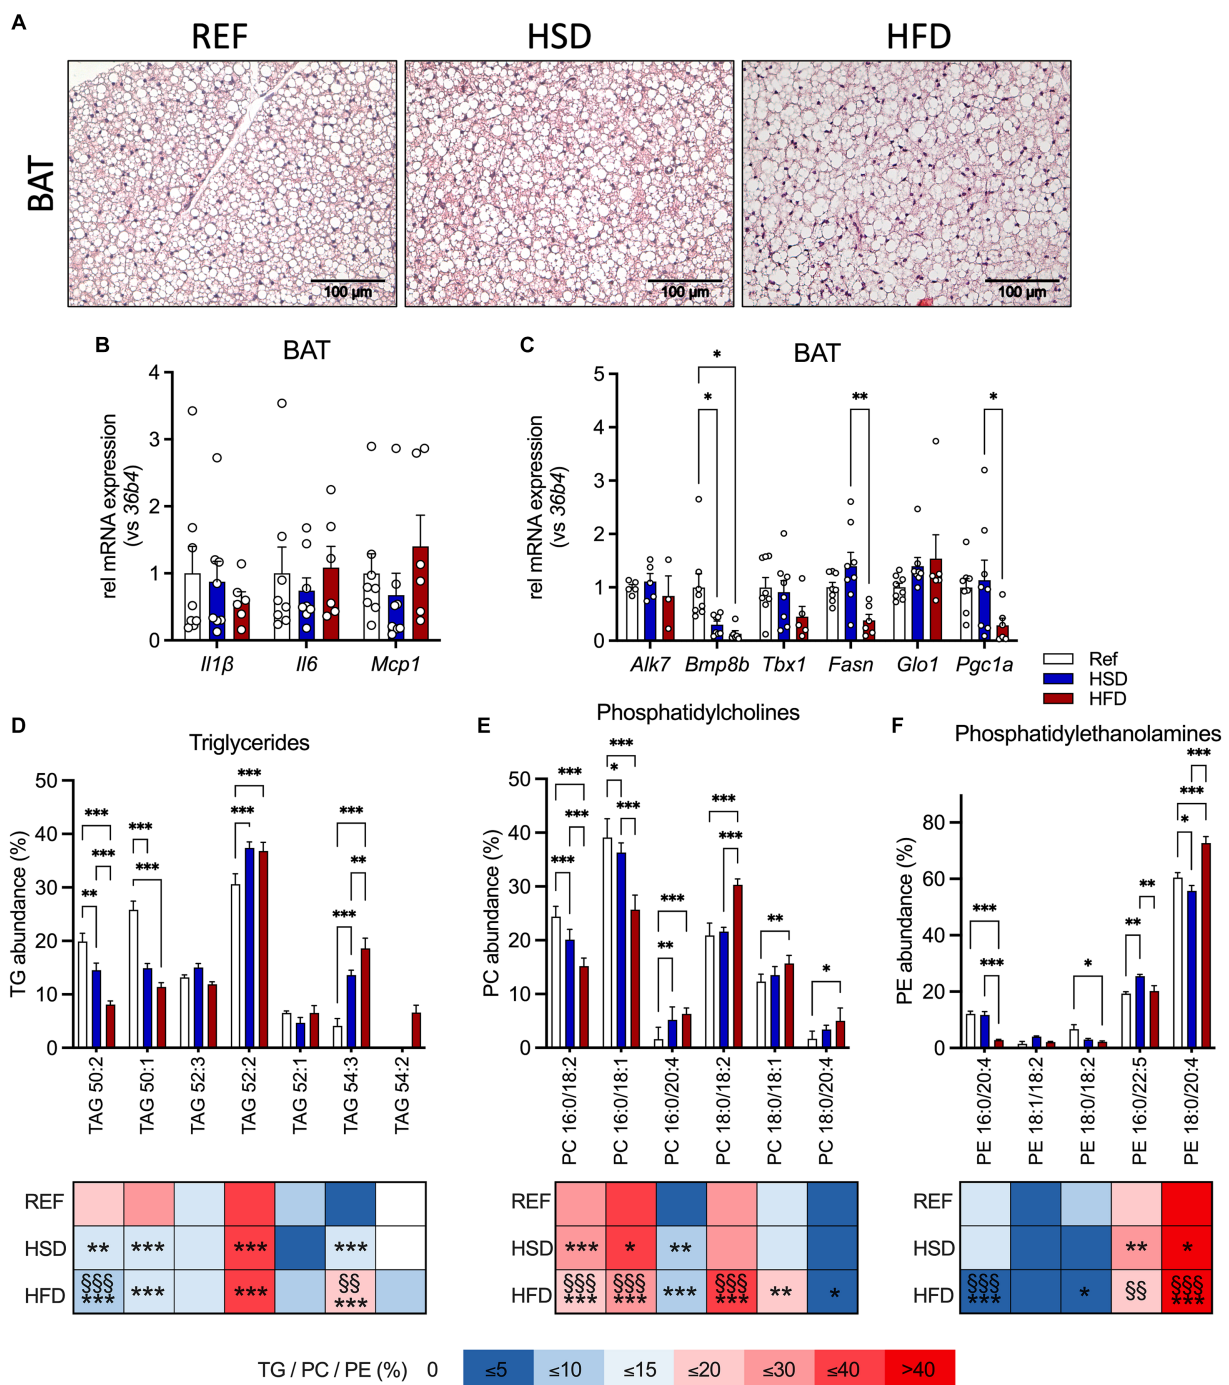 A
REF HSD HFD
BAT
100 µm 100 µm 100 µm
B
BAT
rel mRNA expression
(vs 36b4)
4
3
2
1
0
Il1β Il6 Mcp1
C
BAT
rel mRNA expression
(vs 36b4)
5
4
3
2
1
0
* * ** *
Alk7 Bmp8b Tbx1 Fasn Glo1 Pgc1a
Ref
HSD
HFD
D
Triglycerides
TG abundance (%)
50
40
30
20
10
0
*** *** ** *** *** *** *** *** ** ***
TAG 50:2
TAG 50:1
TAG 52:3
TAG 52:2
TAG 52:1
TAG 54:3
TAG 54:2
REF
HSD ** *** *** ***
HFD §§§ *** *** *** §§ ***
E
Phosphatidylcholines
PC abundance (%)
50
40
30
20
10
0
*** *** *** *** * *** *** ** *** *** ** *
PC 16:0/18:2
PC 16:0/18:1
PC 16:0/20:4
PC 18:0/18:2
PC 18:0/18:1
PC 18:0/20:4
REF
HSD *** * **
HFD §§§ *** §§§ *** *** §§§ *** ** *
F
Phosphatidylethanolamines
PE abundance (%)
80
60
40
20
0
*** *** * ** ** *** *** *
PE 16:0/20:4
PE 18:1/18:2
PE 18:0/18:2
PE 16:0/22:5
PE 18:0/20:4
REF
HSD ** *
HFD §§§ *** * §§ §§§ ***
TG / PC / PE (%) 0 ≤5 ≤10 ≤15 ≤20 ≤30 ≤40 >40